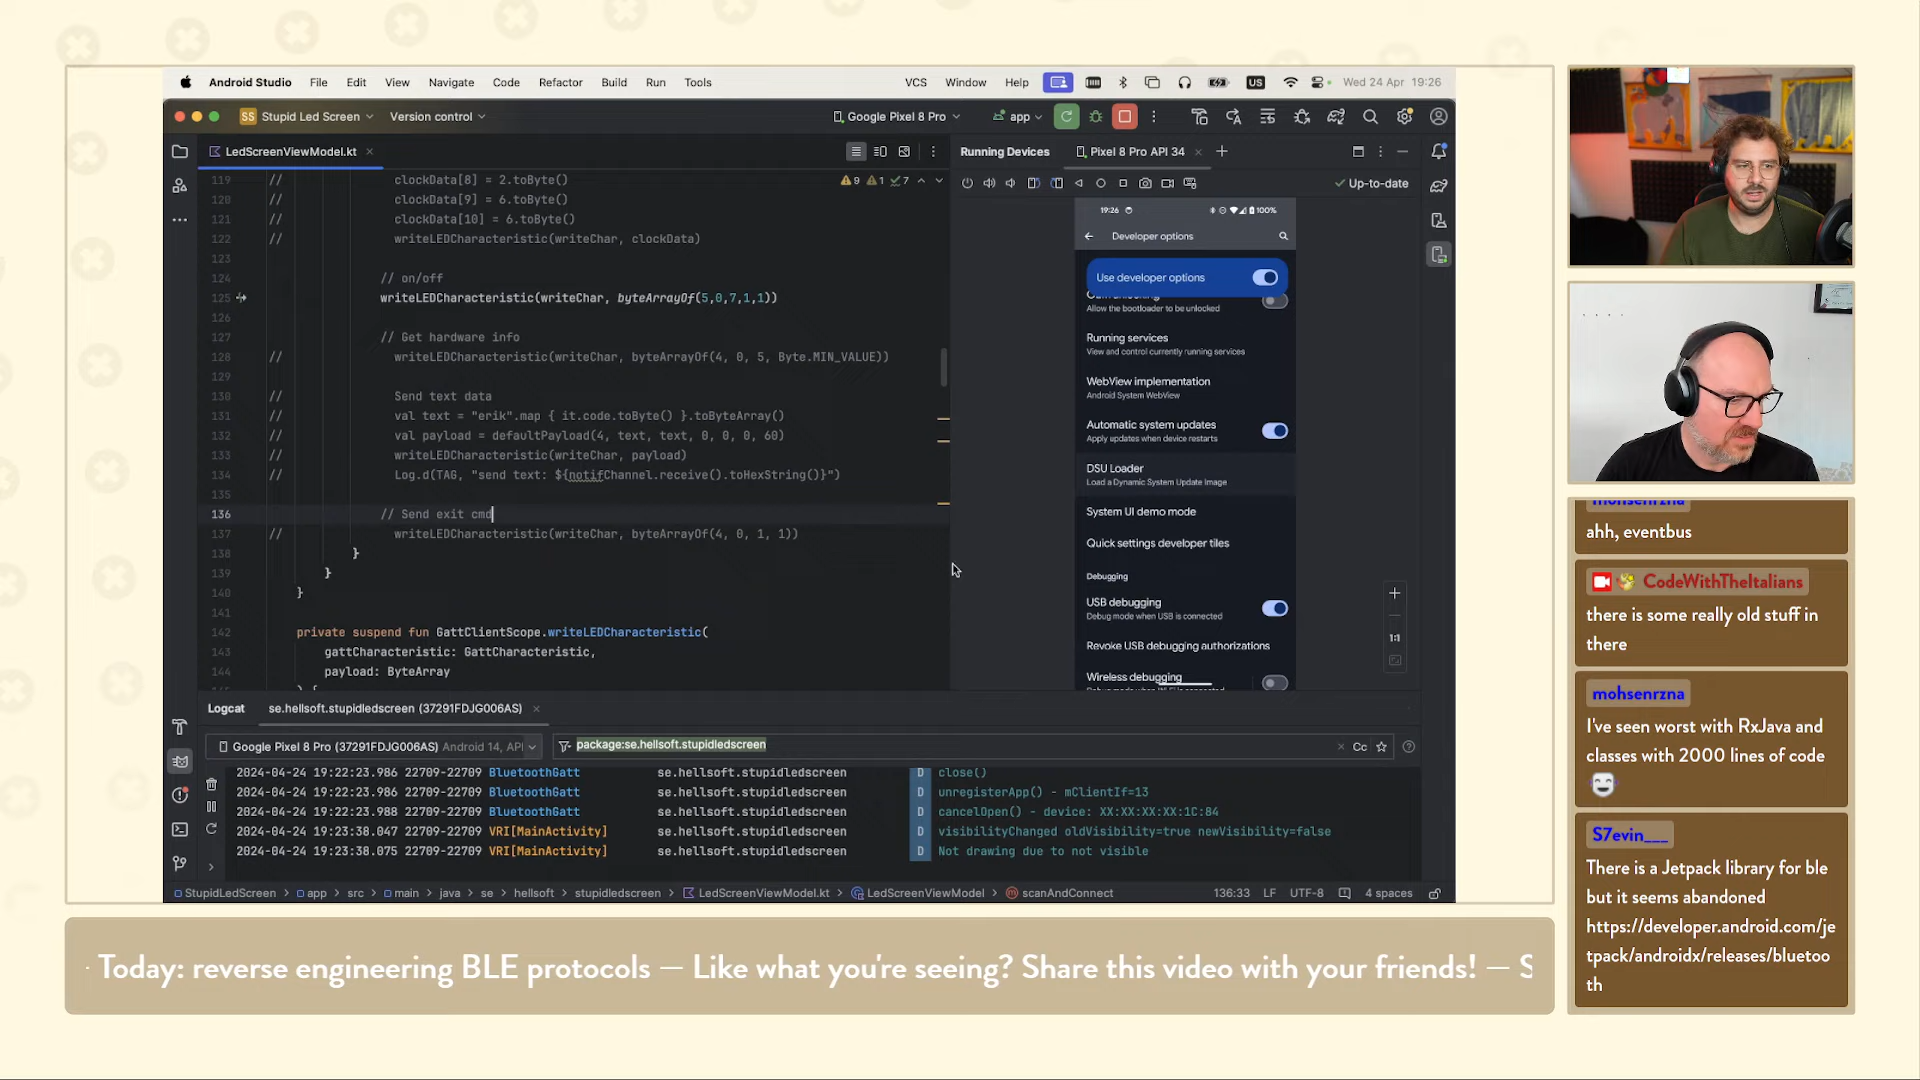 Android Studio File Edit View Navigate Code Refactor Build Run Tools VCS Window Help US Wed 24 Apr 19:26
SS Stupid Led Screen Version control Google Pixel 8 Pro app
LedScreenViewModel.kt
119 // clockData[8] = 2.toByte()
120 // clockData[9] = 6.toByte()
121 // clockData[10] = 6.toByte()
122 // writeLEDCharacteristic(writeChar, clockData)
123
124 // on/off
125 writeLEDCharacteristic(writeChar, byteArrayOf(5,0,7,1,1))
126
127 // Get hardware info
128 // writeLEDCharacteristic(writeChar, byteArrayOf(4, 0, 5, Byte.MIN_VALUE))
129
130 // Send text data
131 // val text = "erik".map { it.code.toByte() }.toByteArray()
132 // val payload = defaultPayload(4, text, text, 0, 0, 0, 60)
133 // writeLEDCharacteristic(writeChar, payload)
134 // Log.d(TAG, "send text: ${notifChannel.receive().toHexString()}")
135
136 // Send exit cmd
137 // writeLEDCharacteristic(writeChar, byteArrayOf(4, 0, 1, 1))
138 }
139 }
140 }
141
142 private suspend fun GattClientScope.writeLEDCharacteristic(
143 gattCharacteristic: GattCharacteristic,
144 payload: ByteArray
9 1 7
Running Devices Pixel 8 Pro API 34
Up-to-date
19:26 100%
Developer options
Use developer options
Allow the bootloader to be unlocked
Running services
View and control currently running services
WebView implementation
Android System WebView
Automatic system updates
Apply updates when device restarts
DSU Loader
Load a Dynamic System Update Image
System UI demo mode
Quick settings developer tiles
Debugging
USB debugging
Debug mode when USB is connected
Revoke USB debugging authorizations
Wireless debugging
1:1
Logcat se.hellsoft.stupidledscreen (37291FDJG006AS)
Google Pixel 8 Pro (37291FDJG006AS) Android 14, API package:se.hellsoft.stupidledscreen Cc
2024-04-24 19:22:23.986 22709-22709 BluetoothGatt se.hellsoft.stupidledscreen D close()
2024-04-24 19:22:23.986 22709-22709 BluetoothGatt se.hellsoft.stupidledscreen D unregisterApp() - mClientIf=13
2024-04-24 19:22:23.988 22709-22709 BluetoothGatt se.hellsoft.stupidledscreen D cancelOpen() - device: XX:XX:XX:XX:1C:84
2024-04-24 19:23:38.047 22709-22709 VRI[MainActivity] se.hellsoft.stupidledscreen D visibilityChanged oldVisibility=true newVisibility=false
2024-04-24 19:23:38.075 22709-22709 VRI[MainActivity] se.hellsoft.stupidledscreen D Not drawing due to not visible
StupidLedScreen > app > src > main > java > se > hellsoft > stupidledscreen > LedScreenViewModel.kt > LedScreenViewModel > scanAndConnect 136:33 LF UTF-8 4 spaces
Today: reverse engineering BLE protocols — Like what you're seeing? Share this video with your friends! — S
mohsenrzna
ahh, eventbus
CodeWithTheItalians
there is some really old stuff in
there
mohsenrzna
I've seen worst with RxJava and
classes with 2000 lines of code
S7evin___
There is a Jetpack library for ble
but it seems abandoned
https://developer.android.com/je
tpack/androidx/releases/bluetoo
th